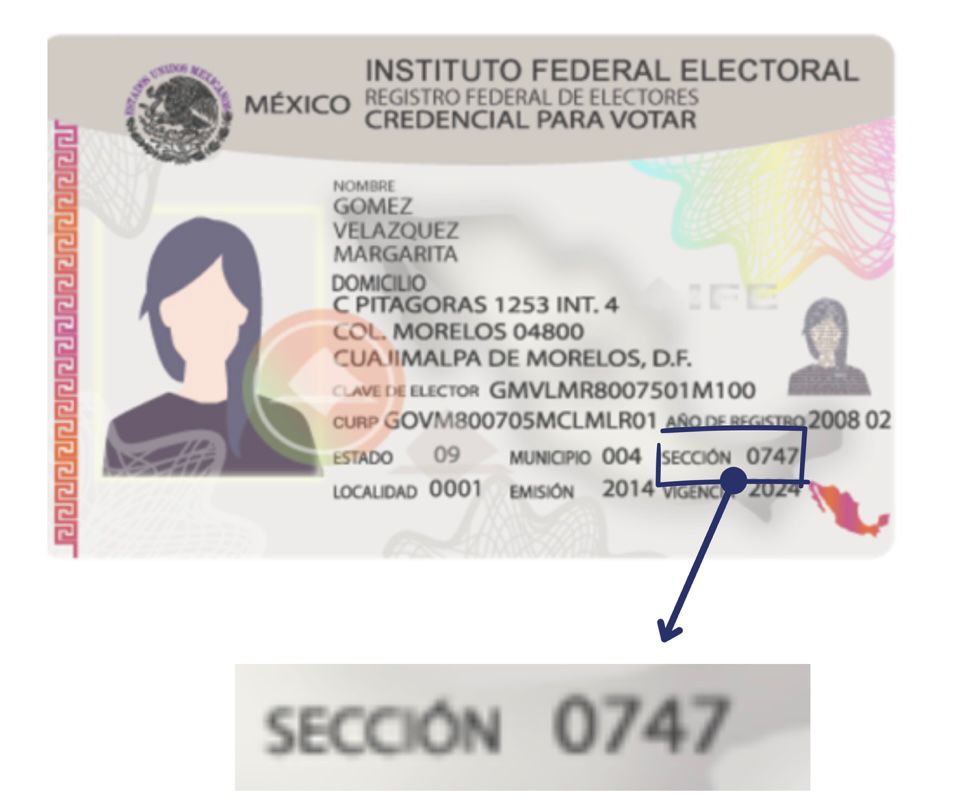 ESTADOS UNIDOS MEXICANOS
MÉXICO
INSTITUTO FEDERAL ELECTORAL
REGISTRO FEDERAL DE ELECTORES
CREDENCIAL PARA VOTAR
NOMBRE
GOMEZ
VELAZQUEZ
MARGARITA
DOMICILIO
C PITAGORAS 1253 INT. 4
COL. MORELOS 04800
CUAJIMALPA DE MORELOS, D.F.
IFE
CLAVE DE ELECTOR GMVLMR8007501M100
CURP GOVM800705MCLMLR01 AÑO DE REGISTRO 2008 02
ESTADO 09 MUNICIPIO 004 SECCIÓN 0747
LOCALIDAD 0001 EMISIÓN 2014 VIGENCIA 2024
SECCIÓN 0747